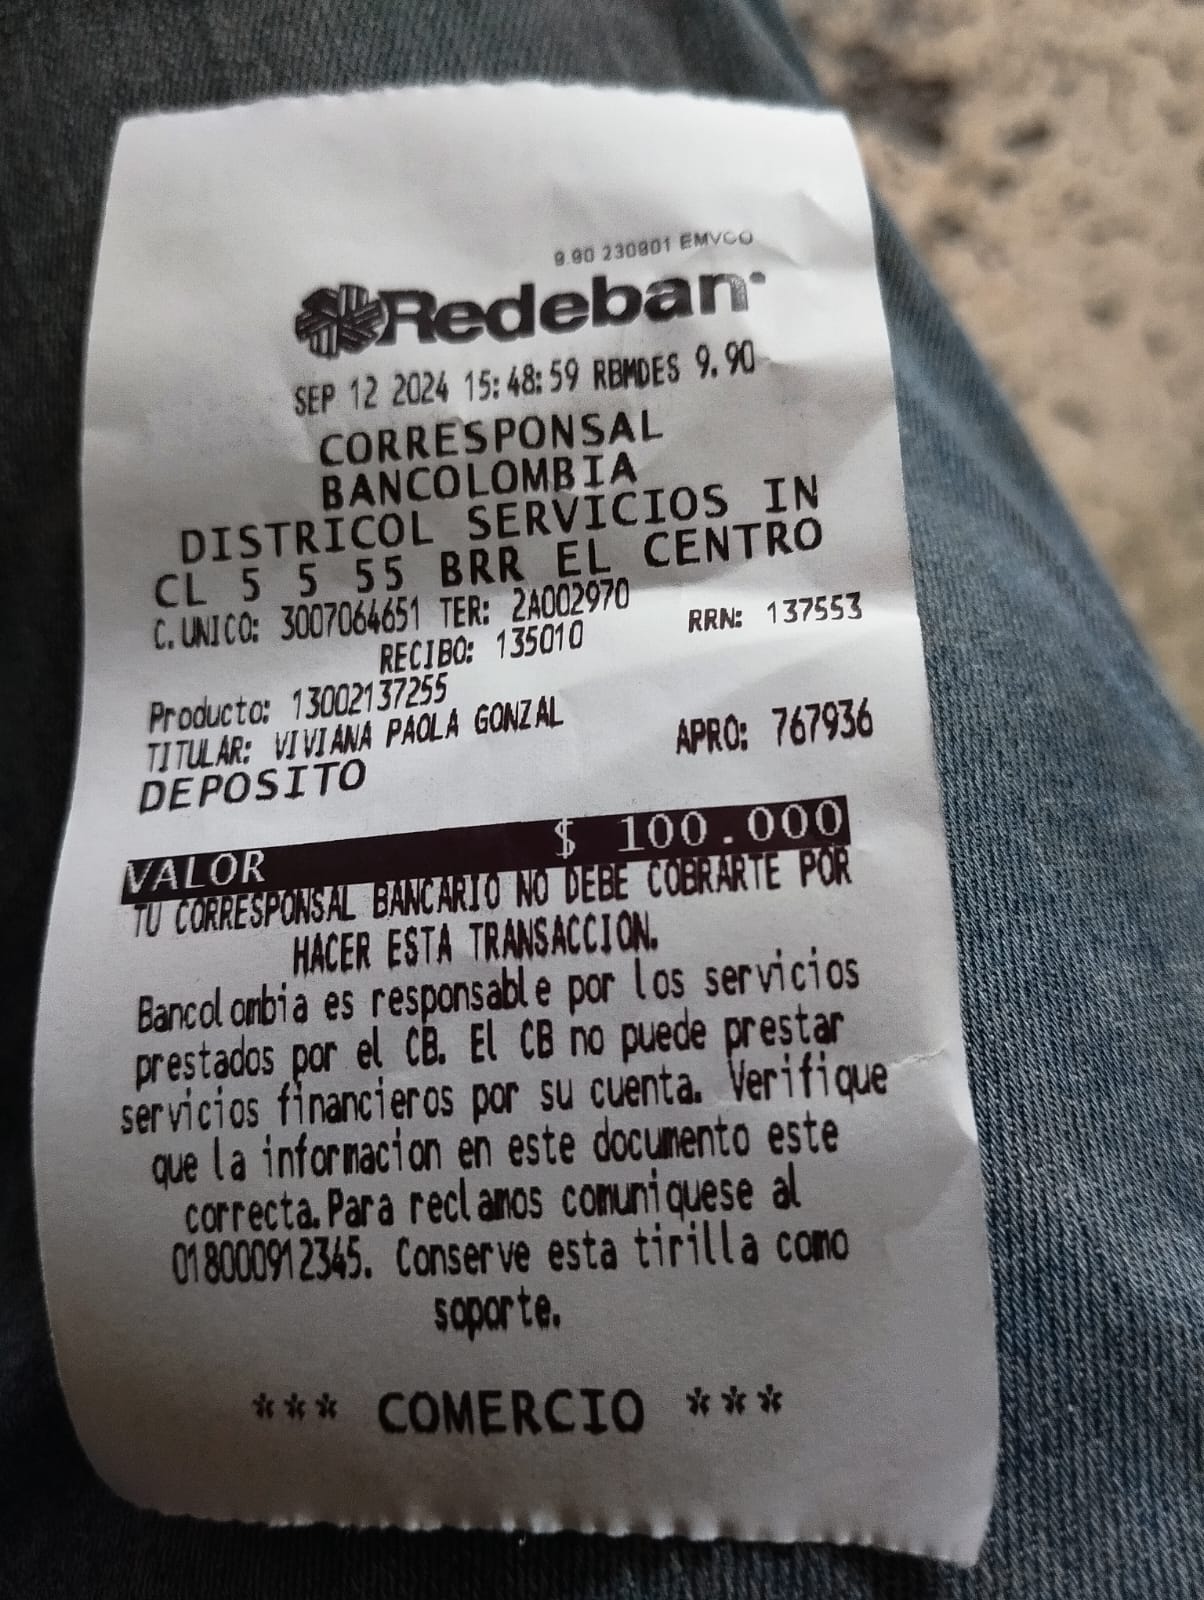 9.90 230901 EMVCO
Redeban
SEP 12 2024 15:48:59 RBMDES 9.90
CORRESPONSAL
BANCOLOMBIA
DISTRICOL SERVICIOS IN
CL 5 5 55 BRR EL CENTRO
C. UNICO: 3007064651 TER: 2A002970
RECIBO: 135010 RRN: 137553
Producto: 13002137255
TITULAR: VIVIANA PAOLA GONZAL
DEPOSITO APRO: 767936
VALOR $ 100.000
TU CORRESPONSAL BANCARIO NO DEBE COBRARTE POR
HACER ESTA TRANSACCION.
Bancolombia es responsable por los servicios
prestados por el CB. El CB no puede prestar
servicios financieros por su cuenta. Verifique
que la informacion en este documento este
correcta. Para reclamos comuniquese al
018000912345. Conserve esta tirilla como
soporte.
*** COMERCIO ***